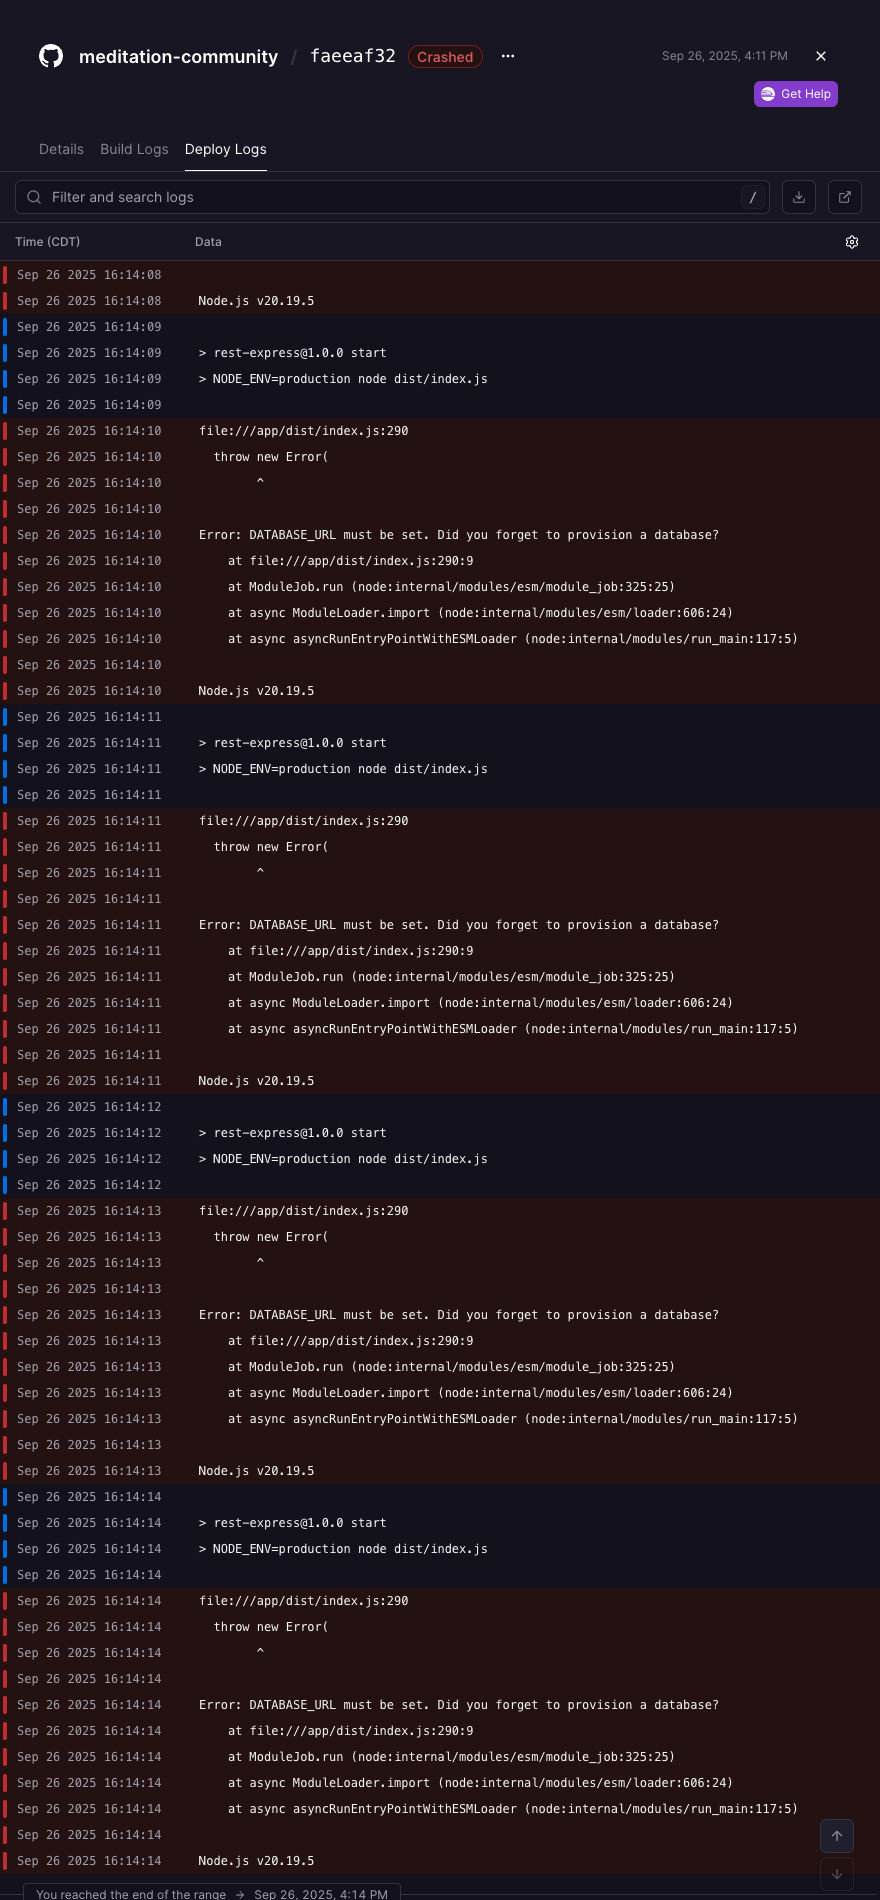 meditation-community / faeeaf32 Crashed ··· Sep 26, 2025, 4:11 PM
Get Help
Details Build Logs Deploy Logs
Filter and search logs /
Time (CDT) Data
Sep 26 2025 16:14:08
Sep 26 2025 16:14:08 Node.js v20.19.5
Sep 26 2025 16:14:09
Sep 26 2025 16:14:09 > rest-express@1.0.0 start
Sep 26 2025 16:14:09 > NODE_ENV=production node dist/index.js
Sep 26 2025 16:14:09
Sep 26 2025 16:14:10 file:///app/dist/index.js:290
Sep 26 2025 16:14:10 throw new Error(
Sep 26 2025 16:14:10 ^
Sep 26 2025 16:14:10
Sep 26 2025 16:14:10 Error: DATABASE_URL must be set. Did you forget to provision a database?
Sep 26 2025 16:14:10 at file:///app/dist/index.js:290:9
Sep 26 2025 16:14:10 at ModuleJob.run (node:internal/modules/esm/module_job:325:25)
Sep 26 2025 16:14:10 at async ModuleLoader.import (node:internal/modules/esm/loader:606:24)
Sep 26 2025 16:14:10 at async asyncRunEntryPointWithESMLoader (node:internal/modules/run_main:117:5)
Sep 26 2025 16:14:10
Sep 26 2025 16:14:10 Node.js v20.19.5
Sep 26 2025 16:14:11
Sep 26 2025 16:14:11 > rest-express@1.0.0 start
Sep 26 2025 16:14:11 > NODE_ENV=production node dist/index.js
Sep 26 2025 16:14:11
Sep 26 2025 16:14:11 file:///app/dist/index.js:290
Sep 26 2025 16:14:11 throw new Error(
Sep 26 2025 16:14:11 ^
Sep 26 2025 16:14:11
Sep 26 2025 16:14:11 Error: DATABASE_URL must be set. Did you forget to provision a database?
Sep 26 2025 16:14:11 at file:///app/dist/index.js:290:9
Sep 26 2025 16:14:11 at ModuleJob.run (node:internal/modules/esm/module_job:325:25)
Sep 26 2025 16:14:11 at async ModuleLoader.import (node:internal/modules/esm/loader:606:24)
Sep 26 2025 16:14:11 at async asyncRunEntryPointWithESMLoader (node:internal/modules/run_main:117:5)
Sep 26 2025 16:14:11
Sep 26 2025 16:14:11 Node.js v20.19.5
Sep 26 2025 16:14:12
Sep 26 2025 16:14:12 > rest-express@1.0.0 start
Sep 26 2025 16:14:12 > NODE_ENV=production node dist/index.js
Sep 26 2025 16:14:12
Sep 26 2025 16:14:13 file:///app/dist/index.js:290
Sep 26 2025 16:14:13 throw new Error(
Sep 26 2025 16:14:13 ^
Sep 26 2025 16:14:13
Sep 26 2025 16:14:13 Error: DATABASE_URL must be set. Did you forget to provision a database?
Sep 26 2025 16:14:13 at file:///app/dist/index.js:290:9
Sep 26 2025 16:14:13 at ModuleJob.run (node:internal/modules/esm/module_job:325:25)
Sep 26 2025 16:14:13 at async ModuleLoader.import (node:internal/modules/esm/loader:606:24)
Sep 26 2025 16:14:13 at async asyncRunEntryPointWithESMLoader (node:internal/modules/run_main:117:5)
Sep 26 2025 16:14:13
Sep 26 2025 16:14:13 Node.js v20.19.5
Sep 26 2025 16:14:14
Sep 26 2025 16:14:14 > rest-express@1.0.0 start
Sep 26 2025 16:14:14 > NODE_ENV=production node dist/index.js
Sep 26 2025 16:14:14
Sep 26 2025 16:14:14 file:///app/dist/index.js:290
Sep 26 2025 16:14:14 throw new Error(
Sep 26 2025 16:14:14 ^
Sep 26 2025 16:14:14
Sep 26 2025 16:14:14 Error: DATABASE_URL must be set. Did you forget to provision a database?
Sep 26 2025 16:14:14 at file:///app/dist/index.js:290:9
Sep 26 2025 16:14:14 at ModuleJob.run (node:internal/modules/esm/module_job:325:25)
Sep 26 2025 16:14:14 at async ModuleLoader.import (node:internal/modules/esm/loader:606:24)
Sep 26 2025 16:14:14 at async asyncRunEntryPointWithESMLoader (node:internal/modules/run_main:117:5)
Sep 26 2025 16:14:14
Sep 26 2025 16:14:14 Node.js v20.19.5
You reached the end of the range → Sep 26, 2025, 4:14 PM